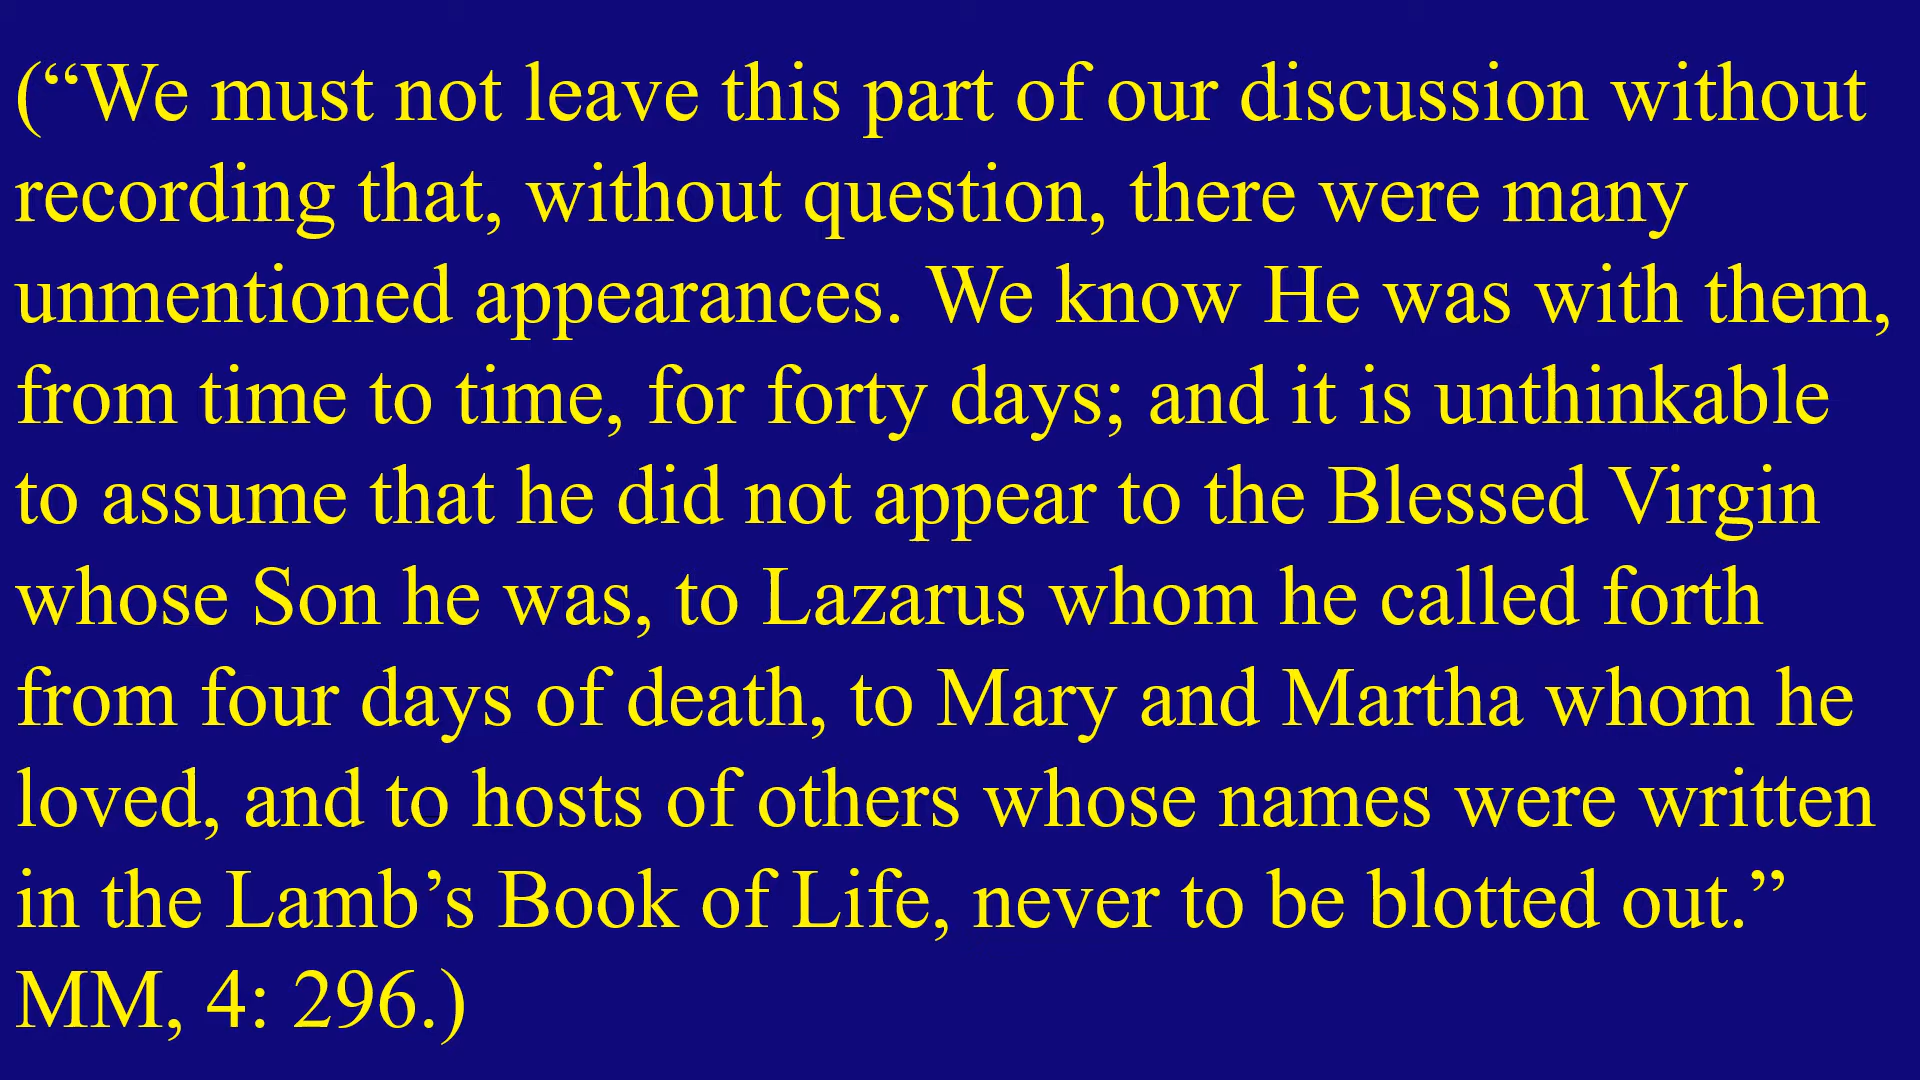 (“We must not leave this part of our discussion without
recording that, without question, there were many
unmentioned appearances. We know He was with them,
from time to time, for forty days; and it is unthinkable
to assume that he did not appear to the Blessed Virgin
whose Son he was, to Lazarus whom he called forth
from four days of death, to Mary and Martha whom he
loved, and to hosts of others whose names were written
in the Lamb’s Book of Life, never to be blotted out.”
MM, 4: 296.)